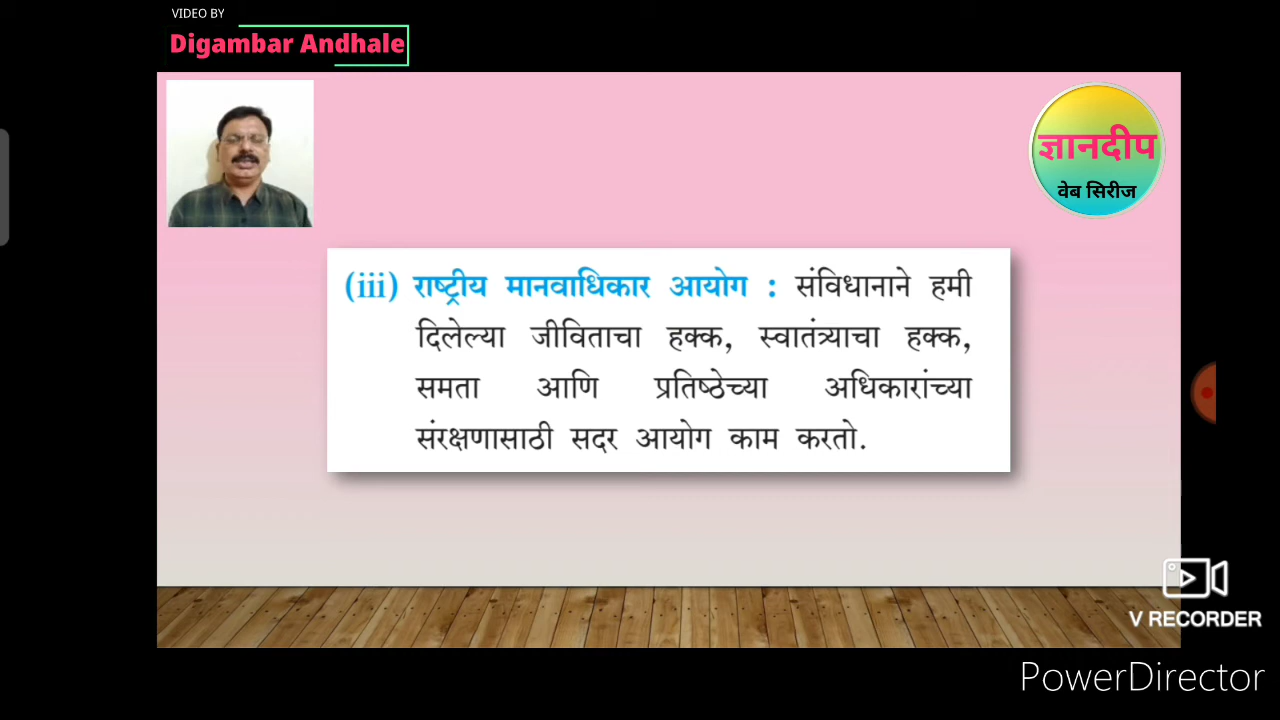 VIDEO BY
Digambar Andhale
ज्ञानदीप
वेब सिरीज
(iii) राष्ट्रीय मानवाधिकार आयोग : संविधानाने हमी
दिलेल्या जीविताचा हक्क, स्वातंत्र्याचा हक्क,
समता आणि प्रतिष्ठेच्या अधिकारांच्या
संरक्षणासाठी सदर आयोग काम करतो.
V RECORDER
PowerDirector